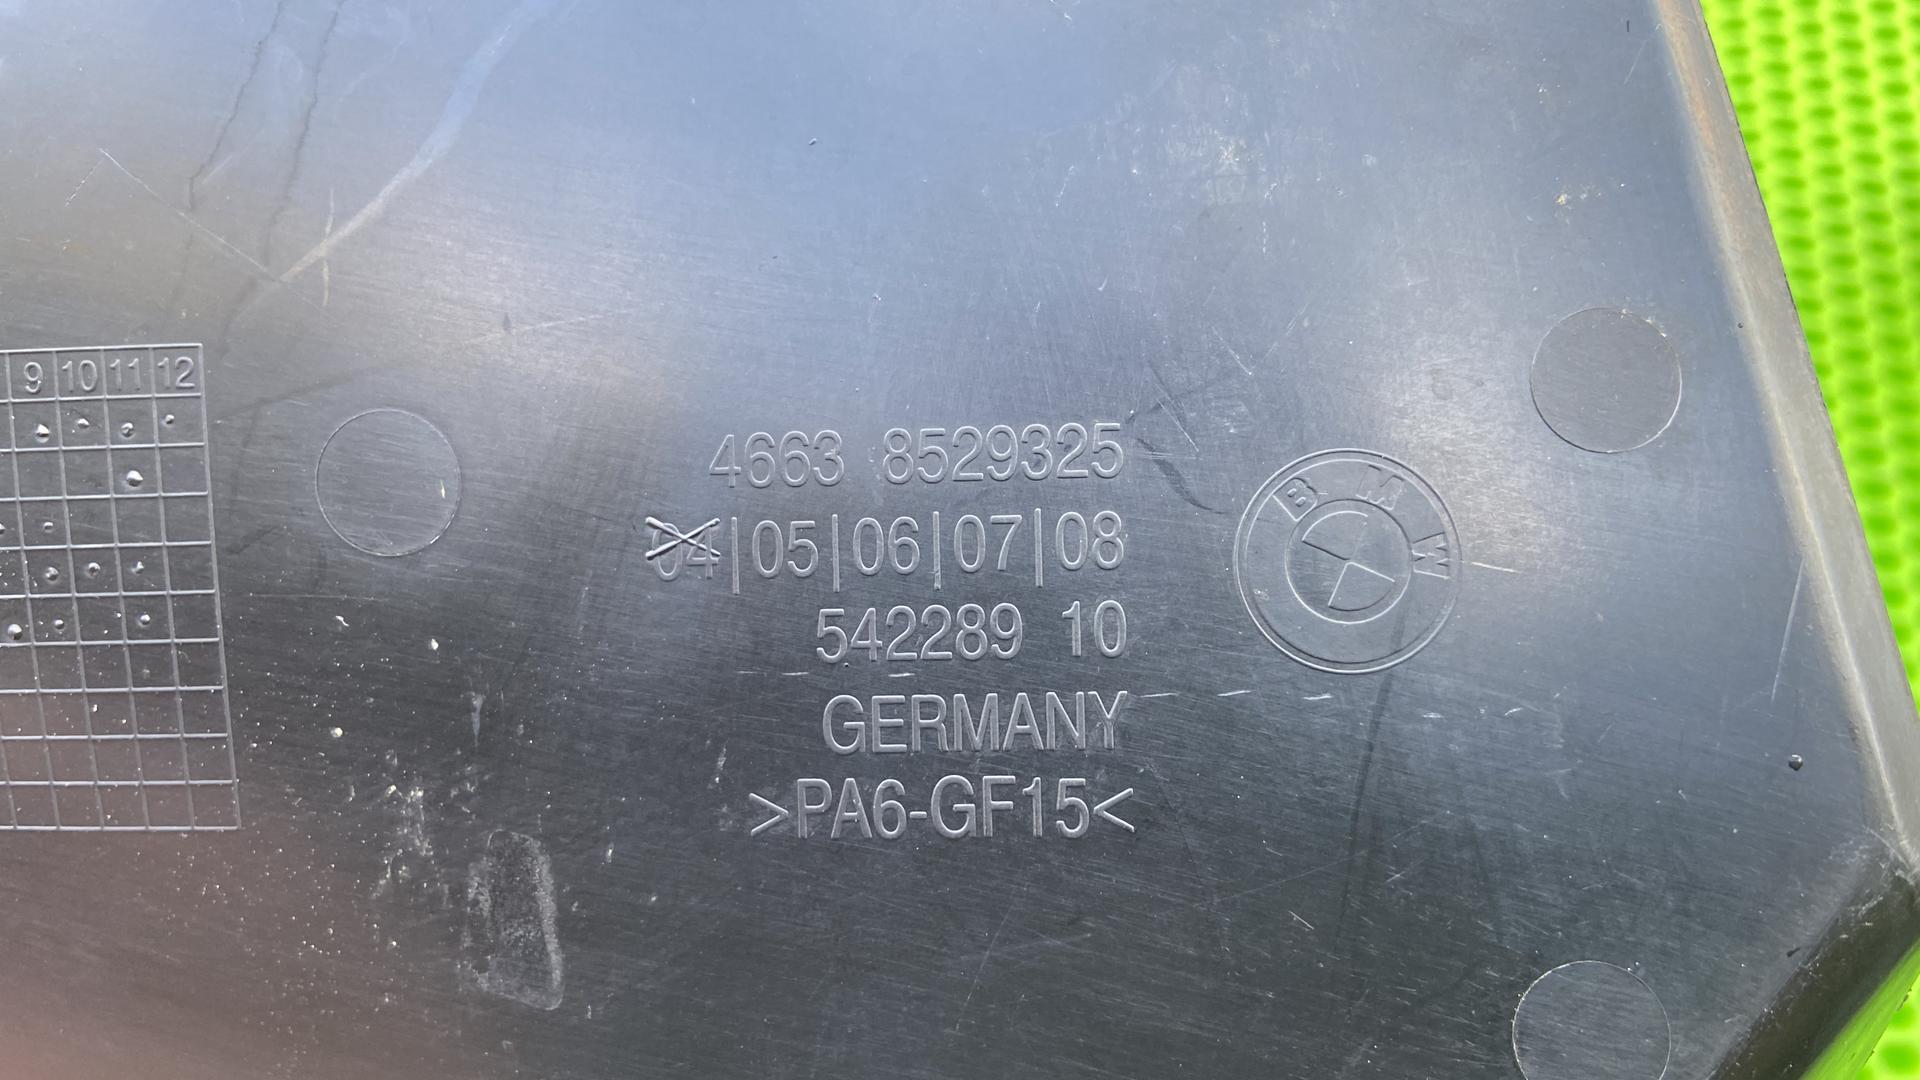 9 10 11 12
4663 8529325
04|05|06|07|08
542289 10
GERMANY
>PA6-GF15<
BMW